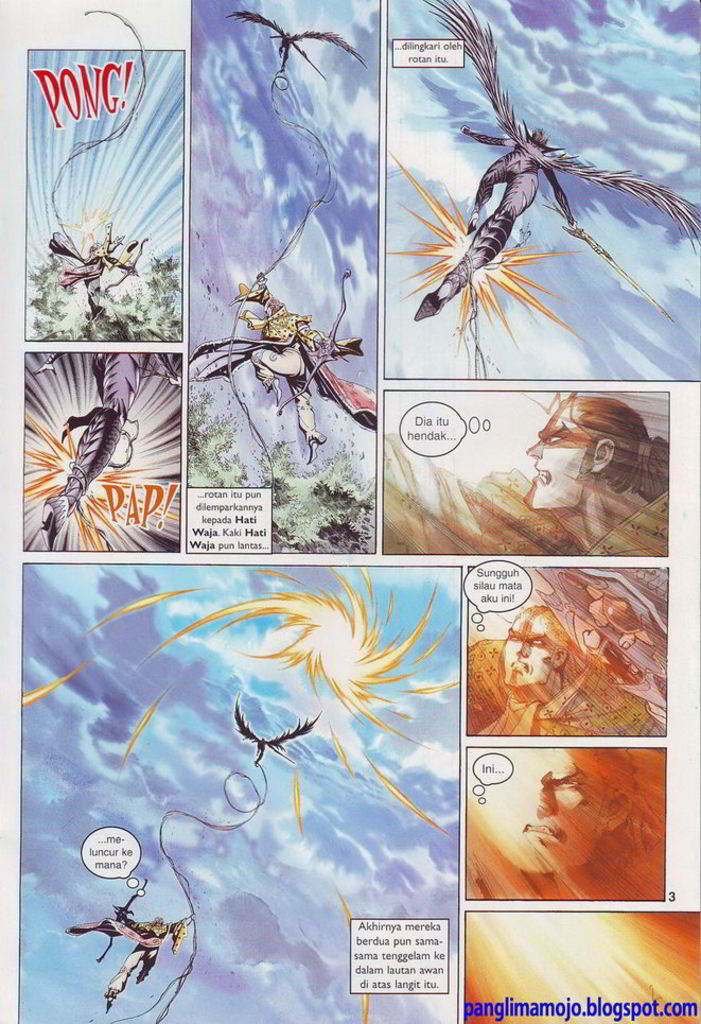 PONG!
PAP!
...rotan itu pun
dilemparkannya
kepada Hati
Waja. Kaki Hati
Waja pun lantas...
...dilingkari oleh
rotan itu.
Dia itu
hendak...
...me-
luncur ke
mana?
Akhirnya mereka
berdua pun sama-
sama tenggelam ke
dalam lautan awan
di atas langit itu.
Sungguh
silau mata
aku ini!
Ini...
3
panglimamojo.blogspot.com